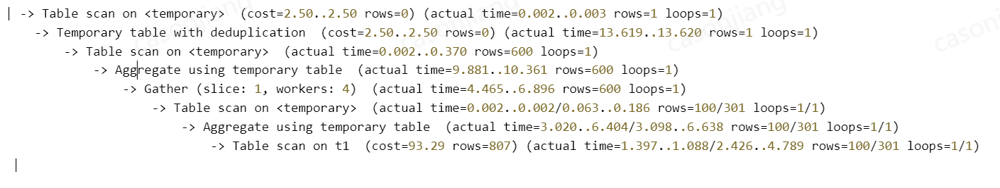 | -> Table scan on <temporary>  (cost=2.50..2.50 rows=0) (actual time=0.002..0.003 rows=1 loops=1)
    -> Temporary table with deduplication  (cost=2.50..2.50 rows=0) (actual time=13.619..13.620 rows=1 loops=1)
        -> Table scan on <temporary>  (actual time=0.002..0.370 rows=600 loops=1)
            -> Aggregate using temporary table  (actual time=9.881..10.361 rows=600 loops=1)
                -> Gather (slice: 1, workers: 4)  (actual time=4.465..6.896 rows=600 loops=1)
                    -> Table scan on <temporary>  (actual time=0.002..0.002/0.063..0.186 rows=100/301 loops=1/1)
                        -> Aggregate using temporary table  (actual time=3.020..6.404/3.098..6.638 rows=100/301 loops=1/1)
                            -> Table scan on t1  (cost=93.29 rows=807) (actual time=1.397..1.088/2.426..4.789 rows=100/301 loops=1/1)
 |